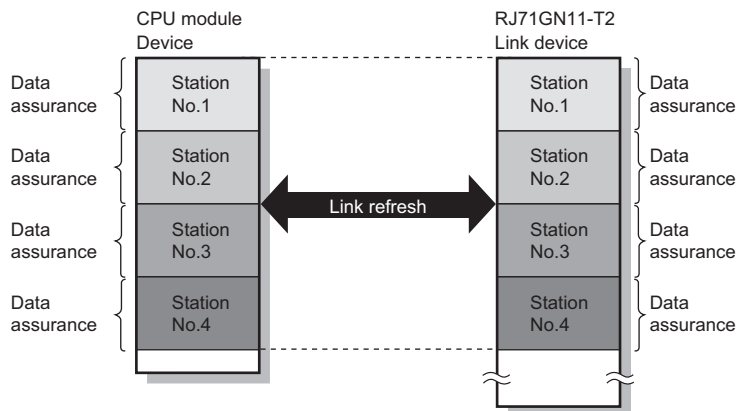 CPU module
Device
RJ71GN11-T2
Link device
Data
assurance
Station
No.1
Station
No.1
Data
assurance
Data
assurance
Station
No.2
Station
No.2
Data
assurance
Link refresh
Data
assurance
Station
No.3
Station
No.3
Data
assurance
Data
assurance
Station
No.4
Station
No.4
Data
assurance